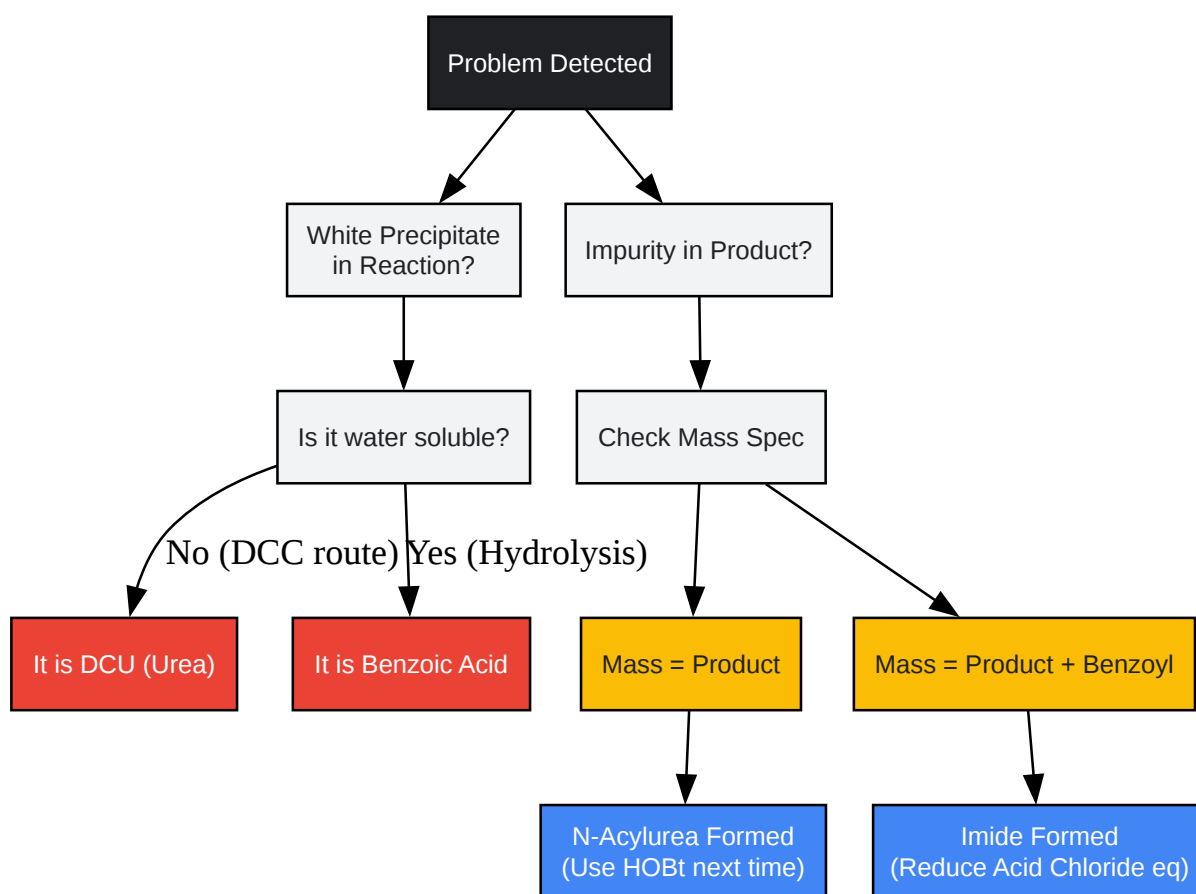 Problem Detected
White Precipitate
in Reaction?
Impurity in Product?
Is it water soluble?
Check Mass Spec
No (DCC route)
Yes (Hydrolysis)
It is DCU (Urea)
It is Benzoic Acid
Mass = Product
Mass = Product + Benzoyl
N-Acylurea Formed
(Use HOBt next time)
Imide Formed
(Reduce Acid Chloride eq)